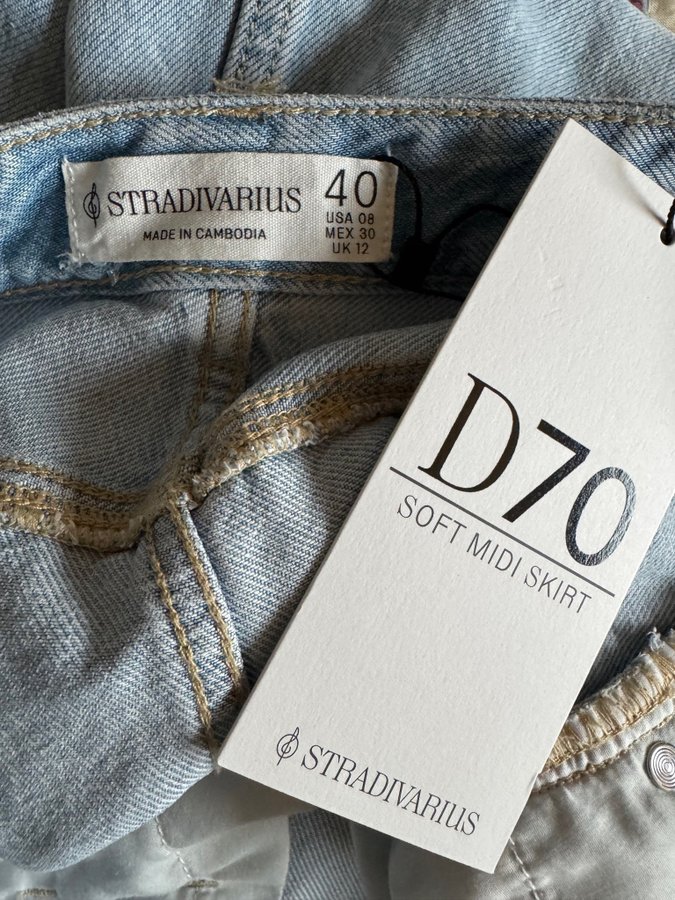 STRADIVARIUS
MADE IN CAMBODIA
40
USA 08
MEX 30
UK 12
D70
SOFT MIDI SKIRT
STRADIVARIUS